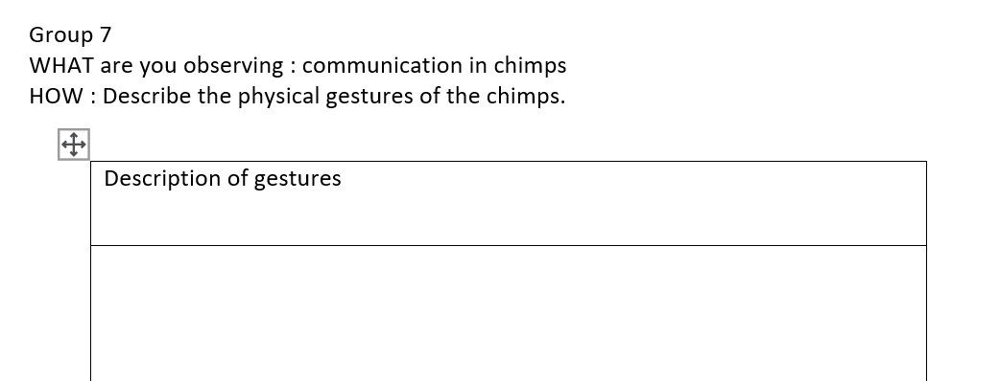 Group 7
WHAT are you observing : communication in chimps
HOW : Describe the physical gestures of the chimps.
Description of gestures